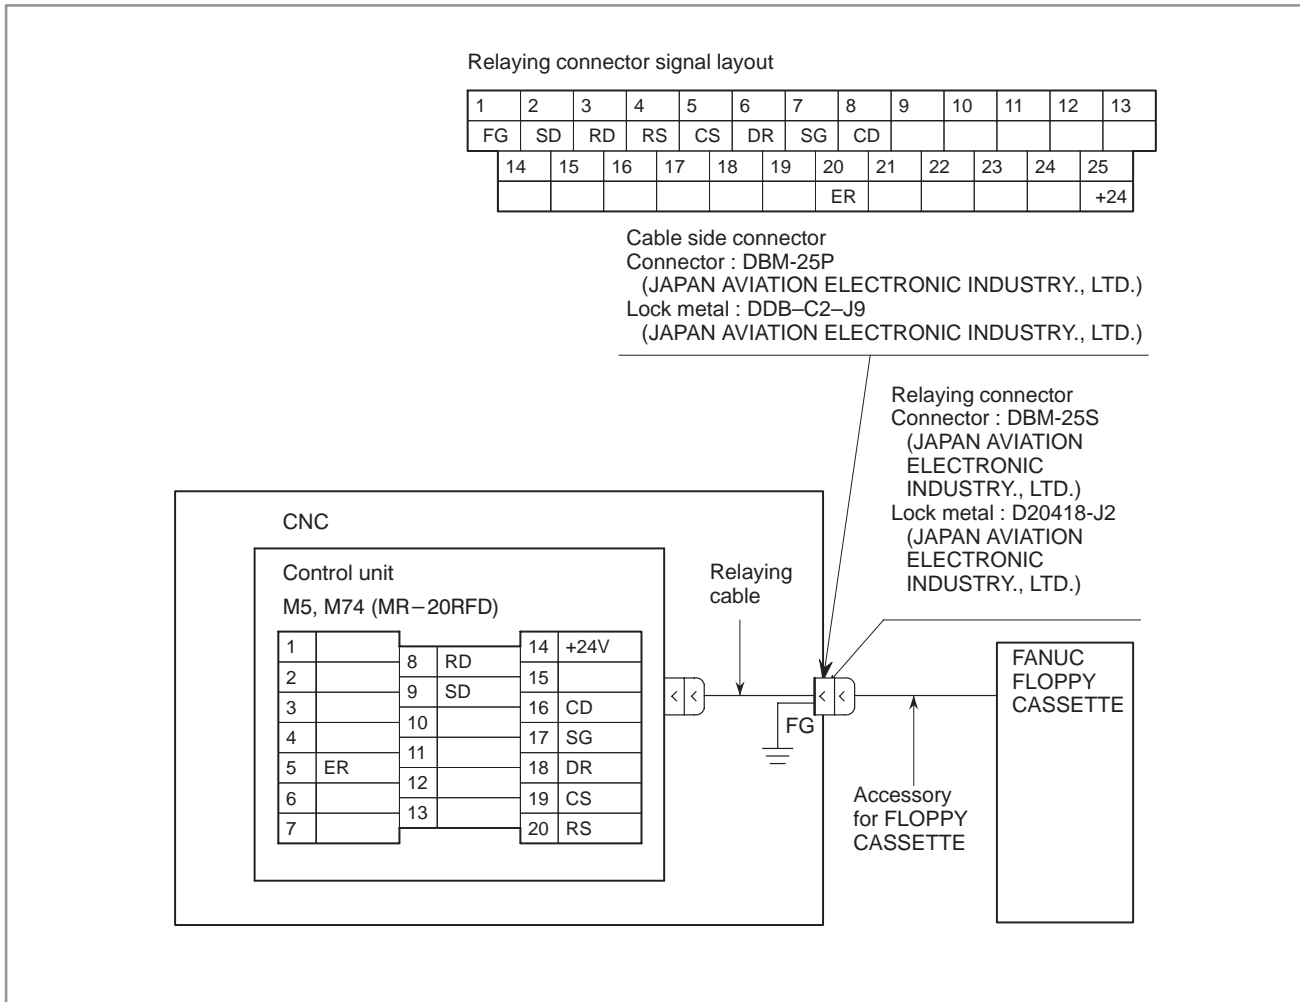 Relaying connector signal layout
1 2 3 4 5 6 7 8 9 10 11 12 13
FG SD RD RS CS DR SG CD
14 15 16 17 18 19 20 21 22 23 24 25
ER +24
Cable side connector
Connector : DBM-25P
(JAPAN AVIATION ELECTRONIC INDUSTRY., LTD.)
Lock metal : DDB–C2–J9
(JAPAN AVIATION ELECTRONIC INDUSTRY., LTD.)
Relaying connector
Connector : DBM-25S
(JAPAN AVIATION
ELECTRONIC
INDUSTRY., LTD.)
Lock metal : D20418-J2
(JAPAN AVIATION
ELECTRONIC
INDUSTRY., LTD.)
CNC
Control unit
M5, M74 (MR−20RFD)
1
2
3
4
5 ER
6
7
8 RD
9 SD
10
11
12
13
14 +24V
15
16 CD
17 SG
18 DR
19 CS
20 RS
Relaying
cable
FG
Accessory
for FLOPPY
CASSETTE
FANUC
FLOPPY
CASSETTE